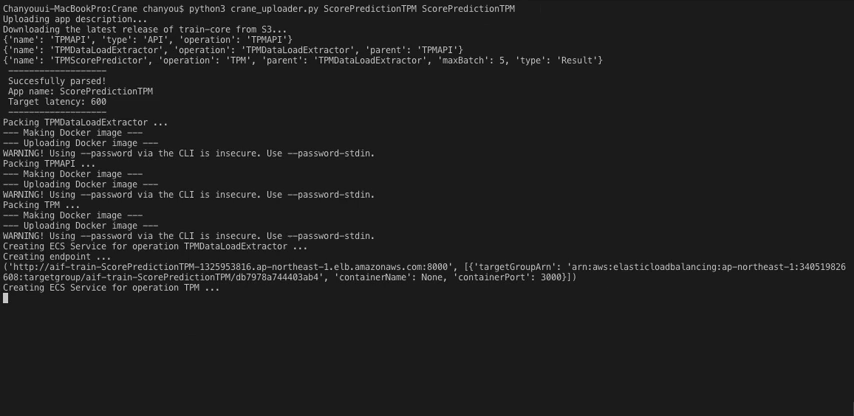 Chanyouui-MacBookPro:Crane chanyou$ python3 crane_uploader.py ScorePredictionTPM ScorePredictionTPM
Uploading app description...
Downloading the latest release of train-core from S3...
{'name': 'TPMAPI', 'type': 'API', 'operation': 'TPMAPI'}
{'name': 'TPMDataLoadExtractor', 'operation': 'TPMDataLoadExtractor', 'parent': 'TPMAPI'}
{'name': 'TPMScorePredictor', 'operation': 'TPM', 'parent': 'TPMDataLoadExtractor', 'maxBatch': 5, 'type': 'Result'}
-------------------
Succesfully parsed!
App name: ScorePredictionTPM
Target latency: 600
-------------------
Packing TPMDataLoadExtractor ...
--- Making Docker image ---
--- Uploading Docker image ---
WARNING! Using --password via the CLI is insecure. Use --password-stdin.
Packing TPMAPI ...
--- Making Docker image ---
--- Uploading Docker image ---
WARNING! Using --password via the CLI is insecure. Use --password-stdin.
Packing TPM ...
--- Making Docker image ---
--- Uploading Docker image ---
WARNING! Using --password via the CLI is insecure. Use --password-stdin.
Creating ECS Service for operation TPMDataLoadExtractor ...
Creating endpoint ...
('http://aif-train-ScorePredictionTPM-1325953816.ap-northeast-1.elb.amazonaws.com:8000', [{'targetGroupArn': 'arn:aws:elasticloadbalancing:ap-northeast-1:340519826
608:targetgroup/aif-train-ScorePredictionTPM/db7978a744403ab4', 'containerName': None, 'containerPort': 3000}])
Creating ECS Service for operation TPM ...